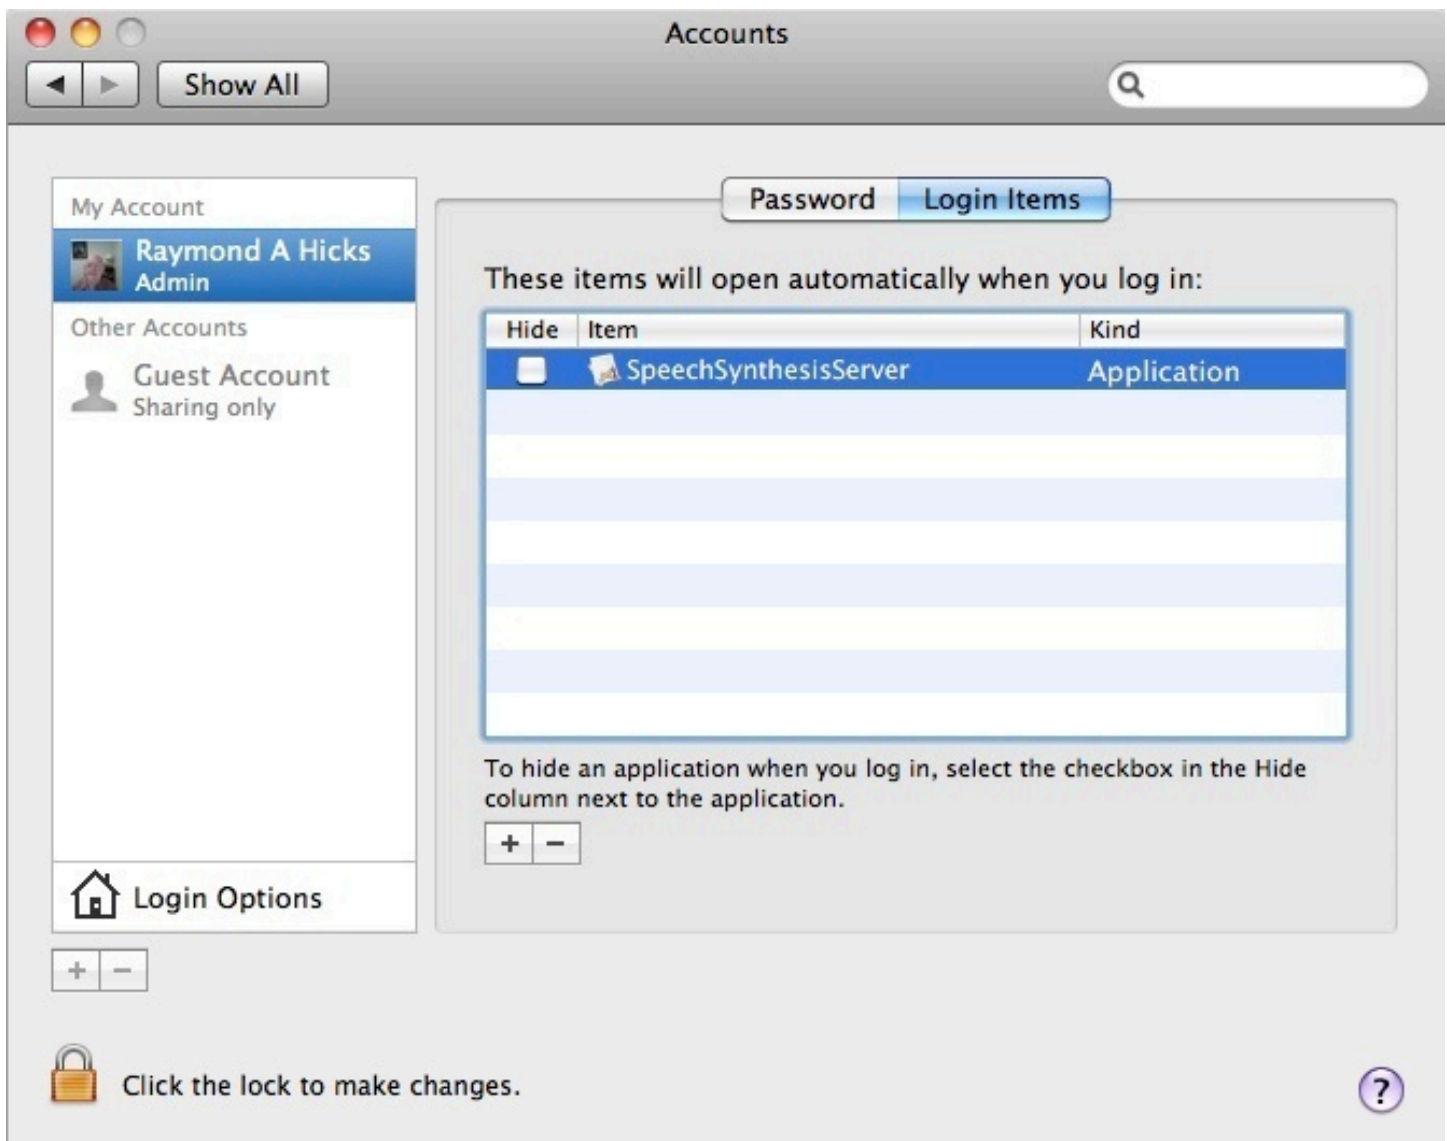 Accounts
Show All
My Account
Raymond A Hicks
Admin
Other Accounts
Guest Account
Sharing only
Login Options
+ −
Password Login Items
These items will open automatically when you log in:
Hide Item Kind
SpeechSynthesisServer Application
To hide an application when you log in, select the checkbox in the Hide
column next to the application.
+ −
Click the lock to make changes.
?